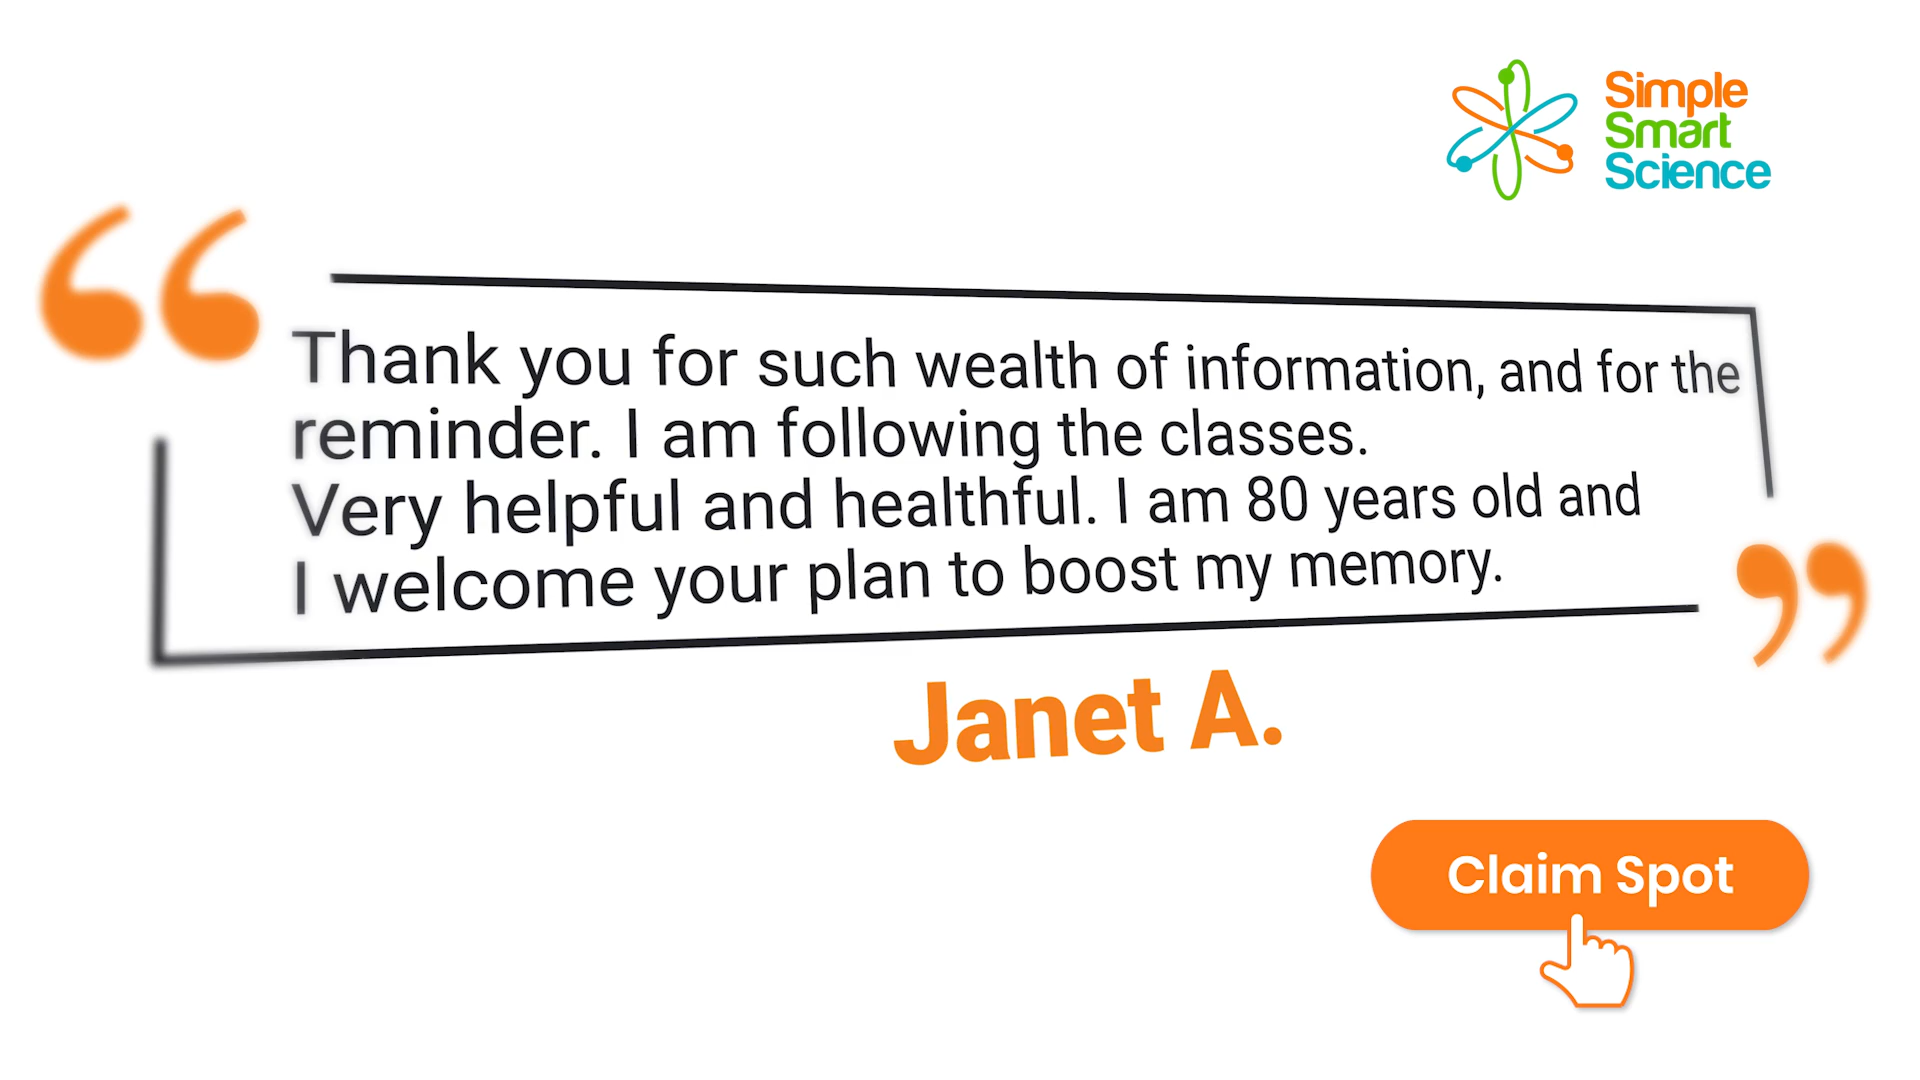 Simple
Smart
Science
“
Thank you for such wealth of information, and for the
reminder. I am following the classes.
Very helpful and healthful. I am 80 years old and
I welcome your plan to boost my memory.
”
Janet A.
Claim Spot